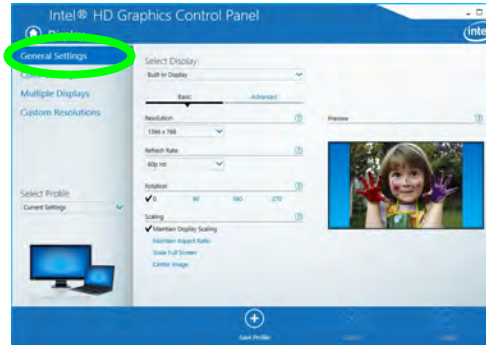 Intel® HD Graphics Control Panel
Display
General Settings
Multiple Displays
Custom Resolutions
Select Profile
Current Settings
Select Display
Built-in Display
Basic
Advanced
Resolution
1366 x 768
Refresh Rate
60p Hz
Rotation
0
90
180
270
Scaling
Maintain Display Scaling
Maintain Aspect Ratio
Scale Full Screen
Center Image
Preview
Save Profile